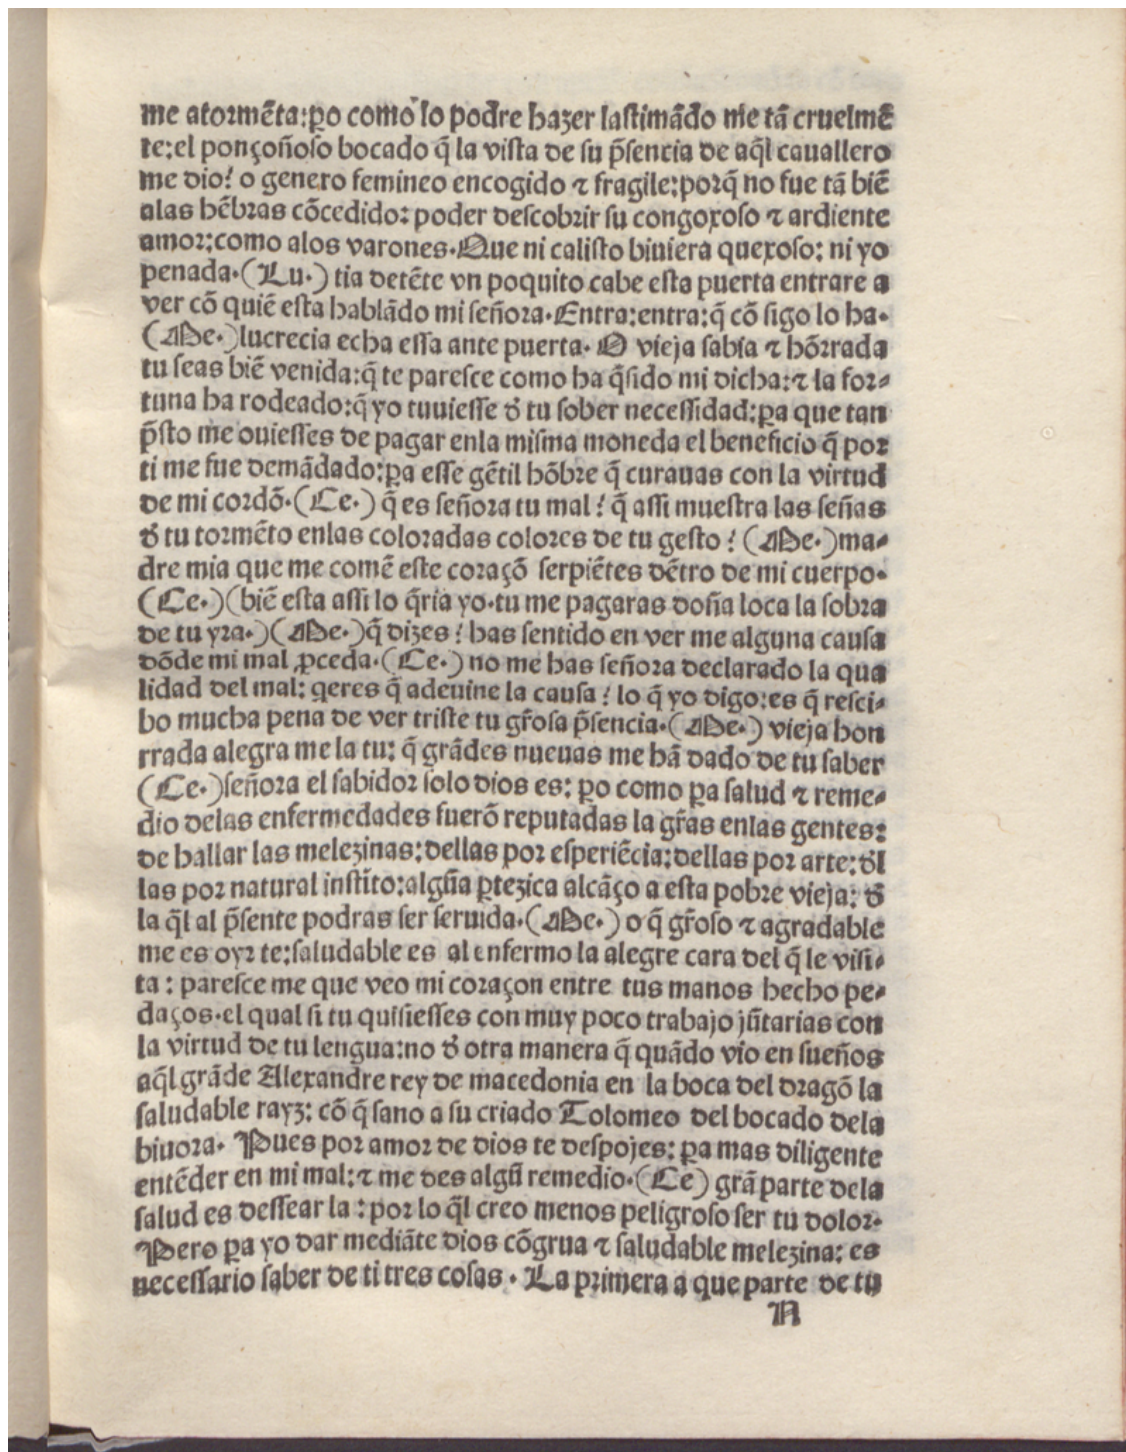 me atormẽta:ꝑo como lo podre hazer lastimãdo me tã cruelmẽ
te:el ponçoñoso bocado q̃ la vista de su p̃sencia de aq̃l cauallero
me dio? o genero femineo encogido ⁊ fragile:porq̃ no fue tã biẽ
alas hẽbras cõcedido: poder descobrir su congoxoso ⁊ ardiente
amor:como alos varones.Que ni calisto biuiera quexoso: ni yo
penada.(Lu.) tia detẽte vn poquito cabe esta puerta entrare a
ver cõ quiẽ esta hablãdo mi señora.Entra:entra:q̃ cõ sigo lo ha.
(Me.)lucrecia echa essa ante puerta. O vieja sabia ⁊ hõrrada
tu seas biẽ venida:q̃ te paresce como ha q̃sido mi dicha:⁊ la for-
tuna ha rodeado:q̃ yo tuuiesse đ tu sober necessidad:ꝑa que tan
p̃sto me ouiesses de pagar enla misma moneda el beneficio q̃ por
ti me fue demãdado:ꝑa esse gẽtil hõbre q̃ curauas con la virtud
de mi cordõ.(Ce.) q̃ es señora tu mal? q̃ assi muestra las señas
đ tu tormẽto enlas coloradas colores de tu gesto? (Me.)ma-
dre mia que me comẽ este coraçõ serpiẽtes dẽtro de mi cuerpo.
(Ce.)(biẽ esta assi lo q̃ria yo.tu me pagaras doña loca la sobra
de tu yra.)(Me.)q̃ dizes? has sentido en ver me alguna causa
dõde mi mal ꝓceda.(Ce.) no me has señora declarado la qua
lidad del mal: q̃res q̃ adeuine la causa? lo q̃ yo digo:es q̃ resci-
bo mucha pena de ver triste tu gr̃osa p̃sencia.(Me.) vieja hon
rrada alegra me la tu: q̃ grãdes nueuas me hã dado de tu saber
(Ce.)señora el sabidor solo dios es: ꝑo como ꝑa salud ⁊ reme-
dio delas enfermedades fuerõ reputadas la gr̃as enlas gentes:
de hallar las melezinas:dellas por esperiẽcia:dellas por arte:đl
las por natural instĩto:algũa ꝑtezica alcãço a esta pobre vieja: đ
la q̃l al p̃sente podras ser seruida.(Me.) o q̃ gr̃oso ⁊ agradable
me es oyr te:saludable es al enfermo la alegre cara del q̃ le visi-
ta: paresce me que veo mi coraçon entre tus manos hecho pe-
daços.el qual si tu quisiesses con muy poco trabajo jũtarias con
la virtud de tu lengua:no đ otra manera q̃ quãdo vio en sueños
aq̃l grãde Alexandre rey de macedonia en la boca del dragõ la
saludable rayz: cõ q̃ sano a su criado Tolomeo del bocado dela
biuora. Pues por amor de dios te despojes: ꝑa mas diligente
entẽder en mi mal:⁊ me des algũ remedio.(Ce) grã parte dela
salud es dessear la: por lo q̃l creo menos peligroso ser tu dolor.
Pero ꝑa yo dar mediãte dios cõgrua ⁊ saludable melezina: es
necessario saber de ti tres cosas. La primera a que parte de tu
n